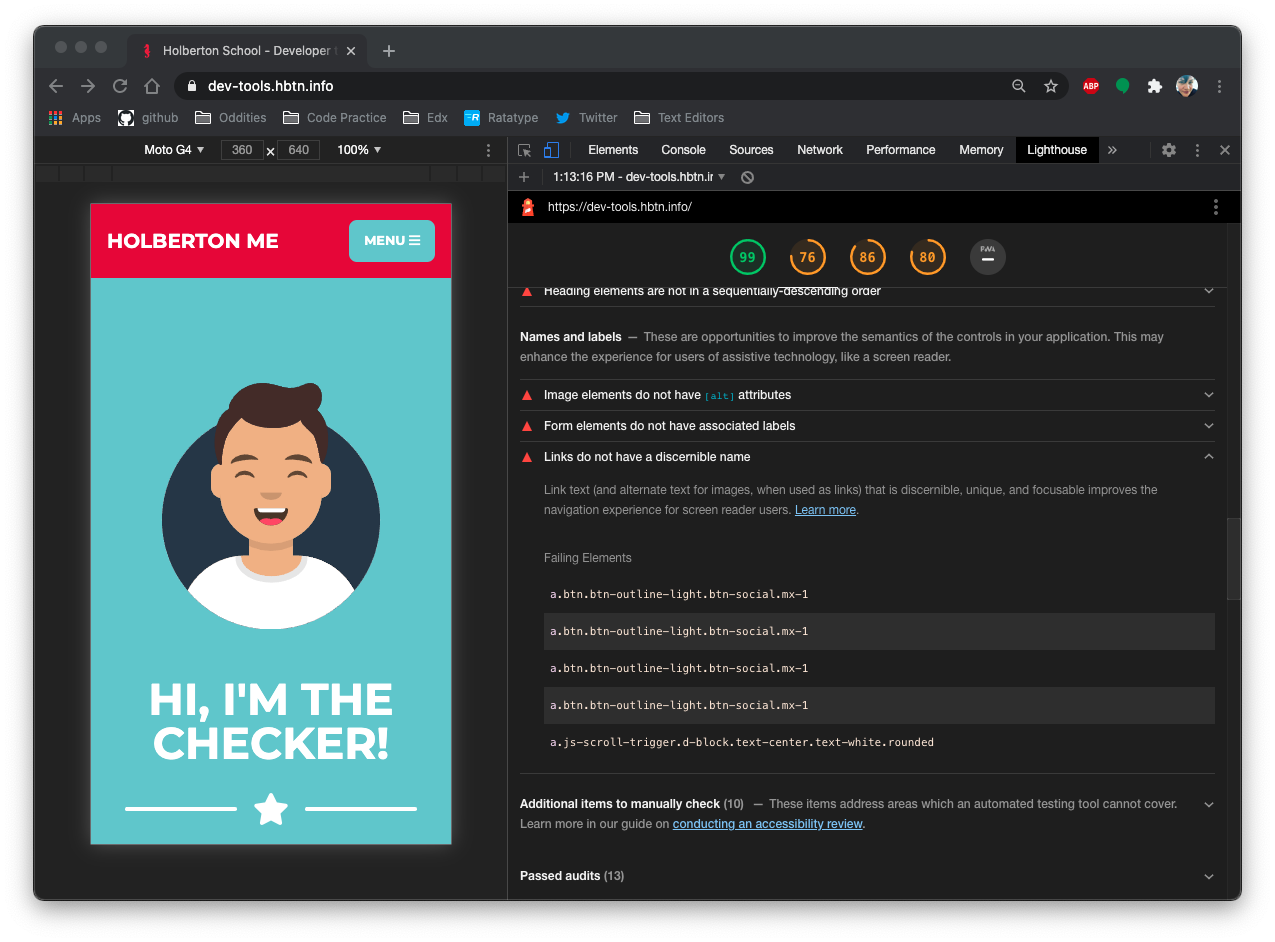 Holberton School - Developer t
dev-tools.hbtn.info
ABP
Apps
github
Oddities
Code Practice
Edx
Ratatype
Twitter
Text Editors
Moto G4 360 x 640 100%
HOLBERTON ME
MENU
HI, I'M THE
CHECKER!
Elements Console Sources Network Performance Memory Lighthouse
1:13:16 PM - dev-tools.hbtn.ir
https://dev-tools.hbtn.info/
99 76 86 80 PWA
Heading elements are not in a sequentially-descending order
Names and labels — These are opportunities to improve the semantics of the controls in your application. This may
enhance the experience for users of assistive technology, like a screen reader.
Image elements do not have [alt] attributes
Form elements do not have associated labels
Links do not have a discernible name
Link text (and alternate text for images, when used as links) that is discernible, unique, and focusable improves the
navigation experience for screen reader users. Learn more.
Failing Elements
a.btn.btn-outline-light.btn-social.mx-1
a.btn.btn-outline-light.btn-social.mx-1
a.btn.btn-outline-light.btn-social.mx-1
a.btn.btn-outline-light.btn-social.mx-1
a.js-scroll-trigger.d-block.text-center.text-white.rounded
Additional items to manually check (10) — These items address areas which an automated testing tool cannot cover.
Learn more in our guide on conducting an accessibility review.
Passed audits (13)